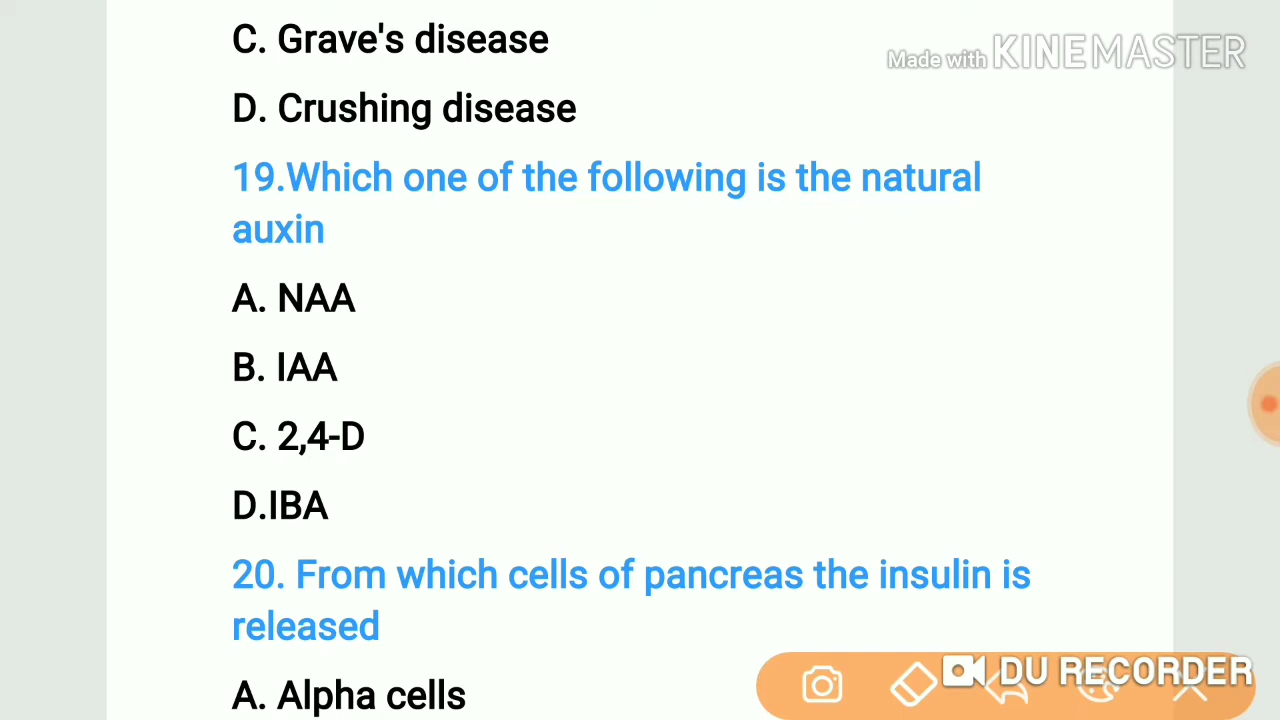 C. Grave's disease
Made with KINEMASTER
D. Crushing disease
19.Which one of the following is the natural
auxin
A. NAA
B. IAA
C. 2,4-D
D.IBA
20. From which cells of pancreas the insulin is
released
DU RECORDER
A. Alpha cells